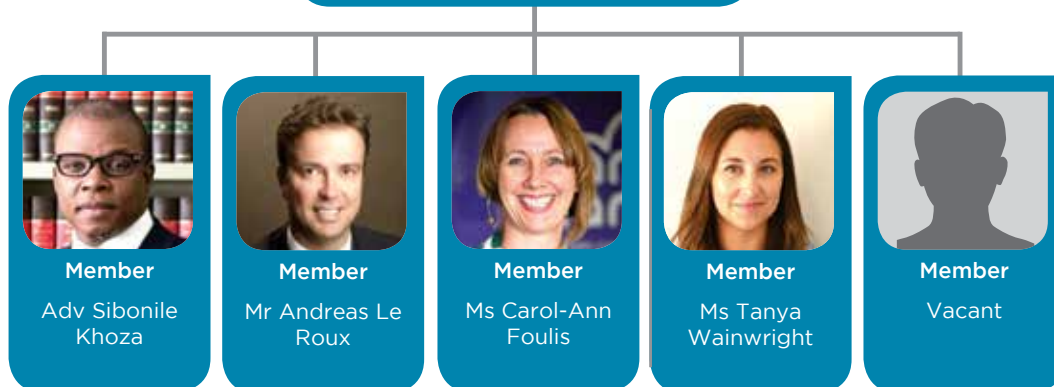 Member
Adv Sibonile
Khoza
Member
Mr Andreas Le
Roux
Member
Ms Carol-Ann
Foulis
Member
Ms Tanya
Wainwright
Member
Vacant